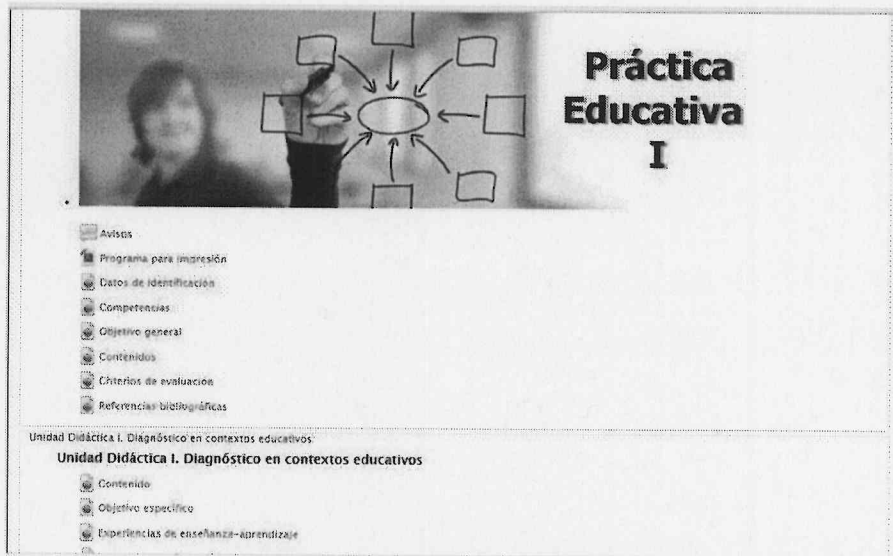 Práctica
Educativa
I
Avisos
Programa para impresión
Datos de identificación
Competencias
Objetivo general
Contenidos
Criterios de evaluación
Referencias bibliográficas
Unidad Didáctica I. Diagnóstico en contextos educativos
Unidad Didáctica I. Diagnóstico en contextos educativos
Contenido
Objetivo específico
Experiencias de enseñanza-aprendizaje